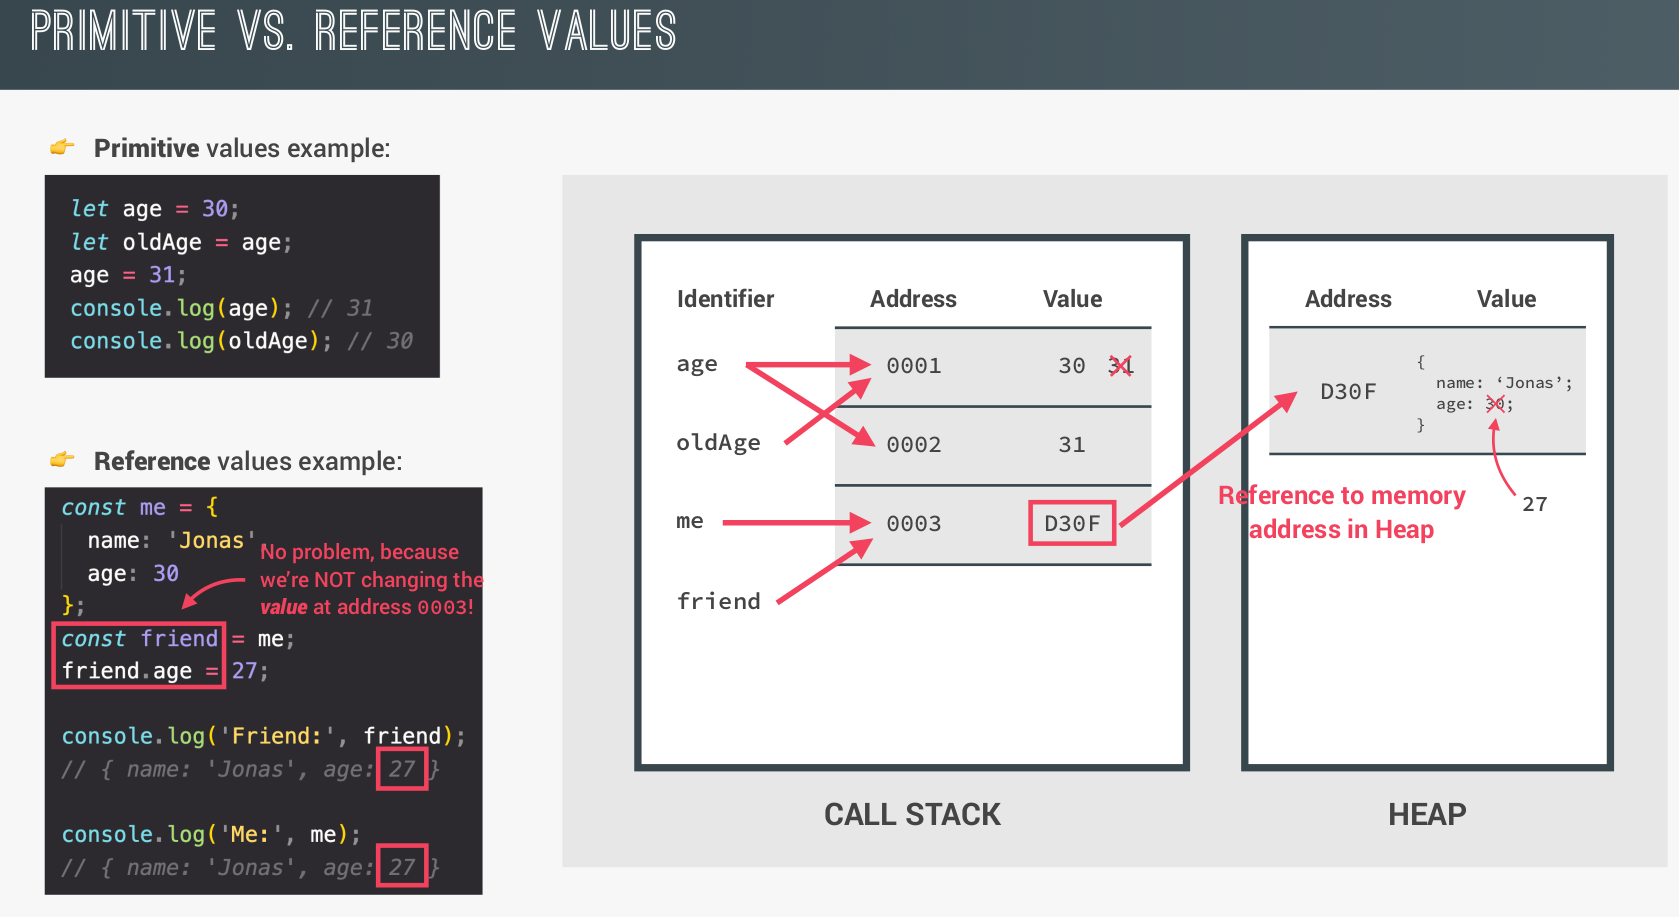 PRIMITIVE VS. REFERENCE VALUES
👉 Primitive values example:
let age = 30;
let oldAge = age;
age = 31;
console.log(age); // 31
console.log(oldAge); // 30
👉 Reference values example:
const me = {
name: 'Jonas',
age: 30
};
const friend = me;
friend.age = 27;
console.log('Friend:', friend);
// { name: 'Jonas', age: 27 }
console.log('Me:', me);
// { name: 'Jonas', age: 27 }
No problem, because
we're NOT changing the
value at address 0003!
Identifier Address Value
age 0001 30 31
oldAge 0002 31
me 0003 D30F
friend
CALL STACK
Reference to memory
address in Heap
Address Value
D30F
{
name: ‘Jonas’;
age: 30;
}
27
HEAP